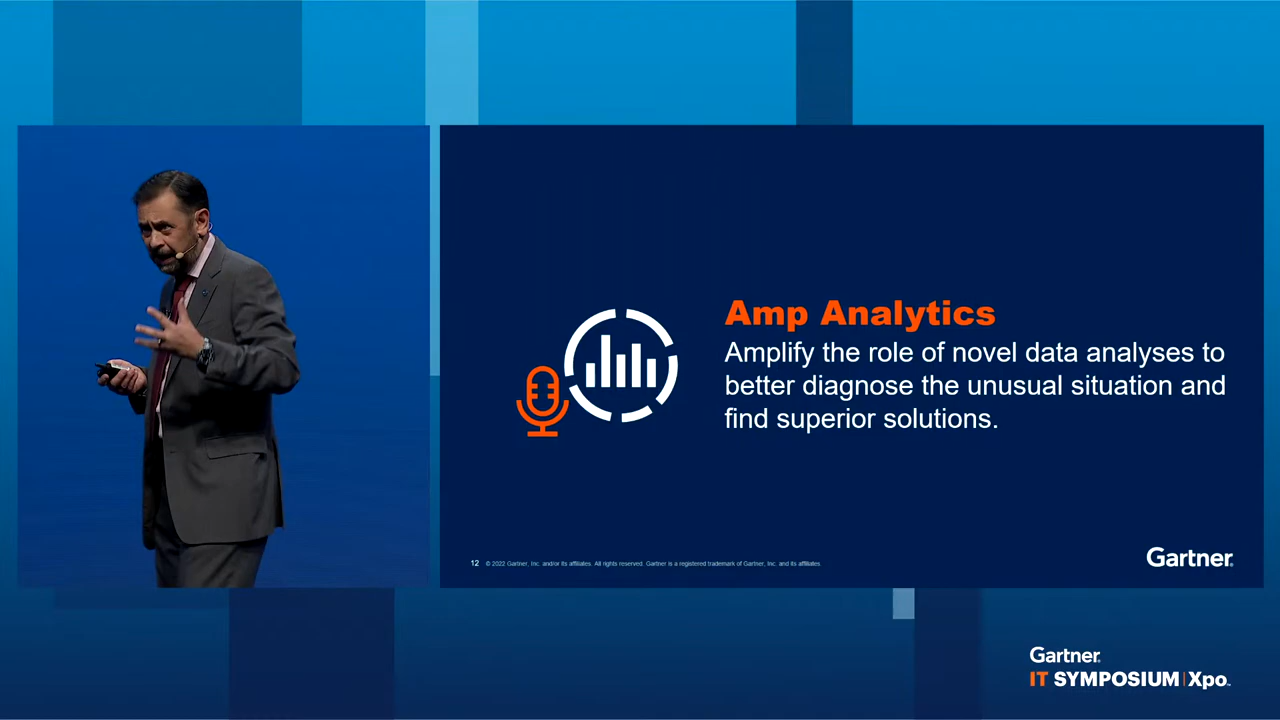 Amp Analytics
Amplify the role of novel data analyses to
better diagnose the unusual situation and
find superior solutions.
12 © 2022 Gartner, Inc. and/or its affiliates. All rights reserved. Gartner is a registered trademark of Gartner, Inc. and its affiliates.
Gartner®
Gartner®
IT SYMPOSIUM | Xpo™